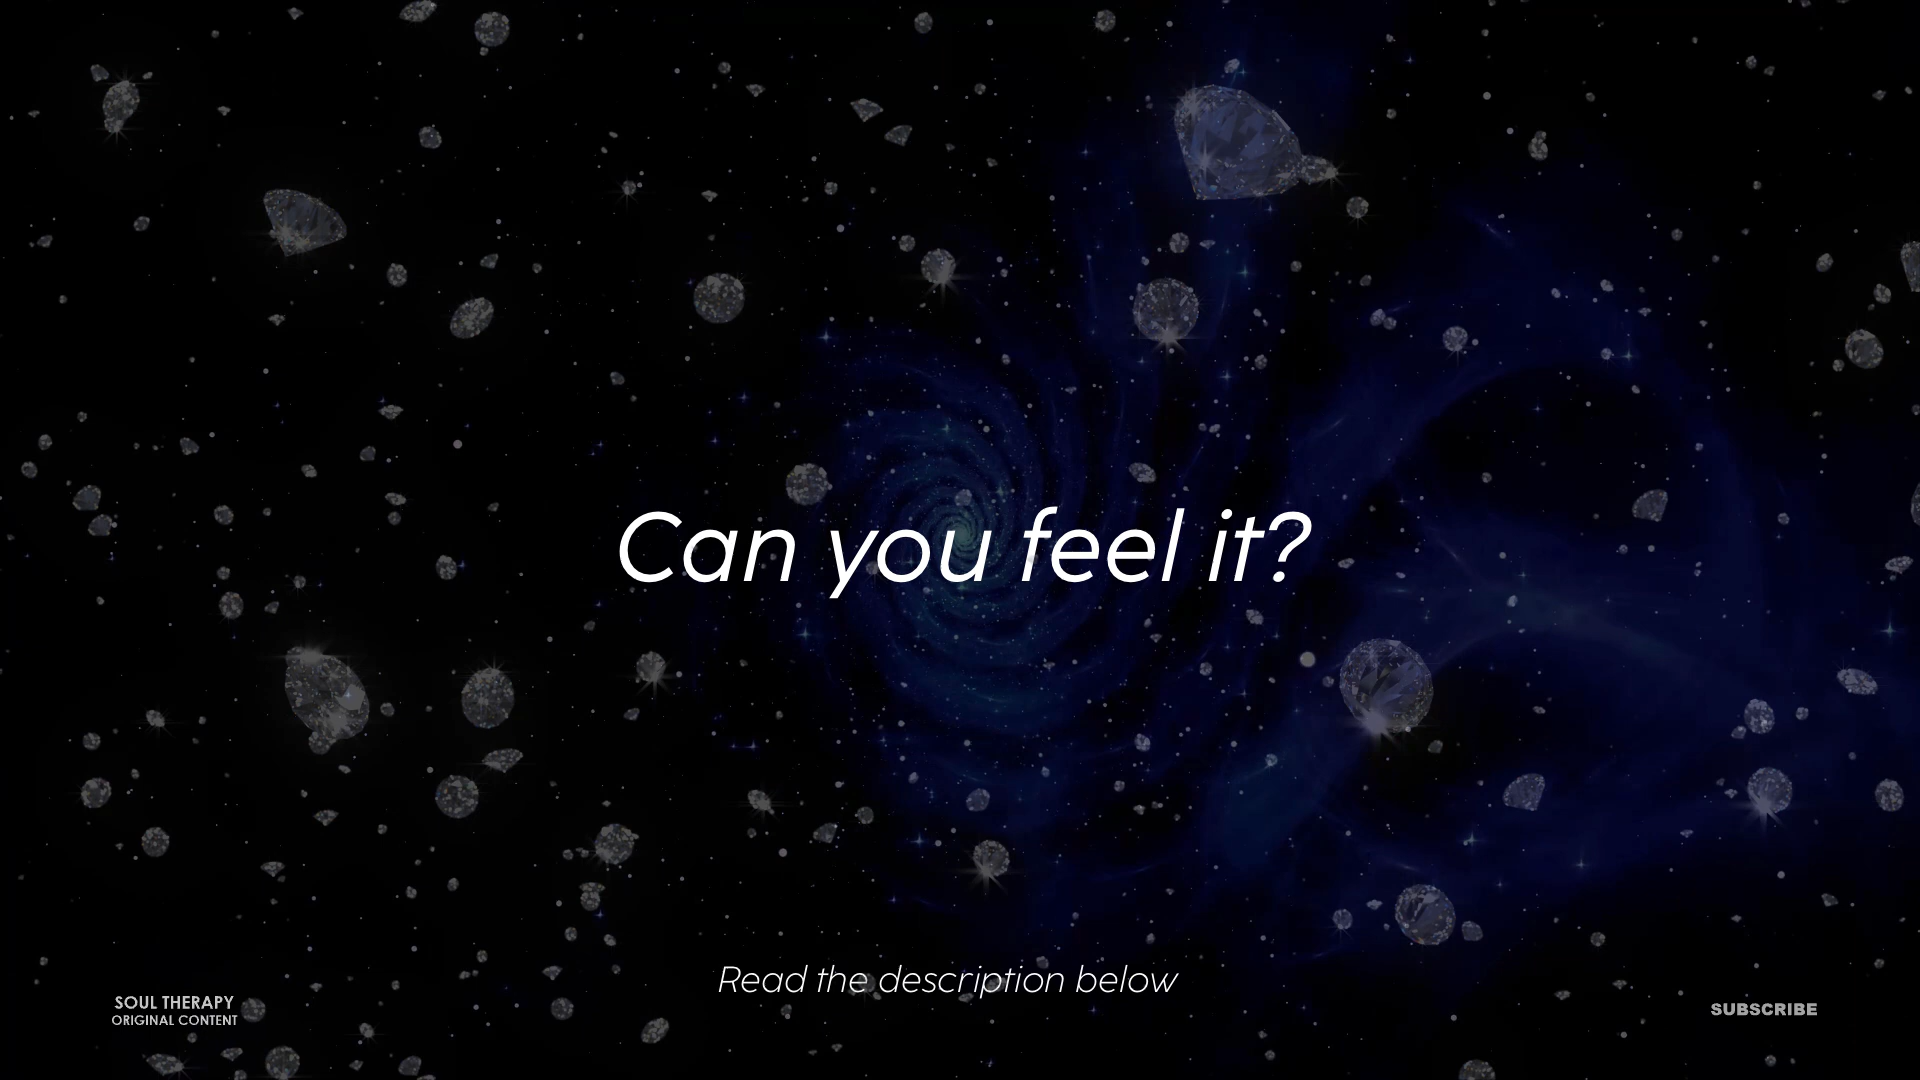 Can you feel it?
Read the description below
SOUL THERAPY
ORIGINAL CONTENT
SUBSCRIBE